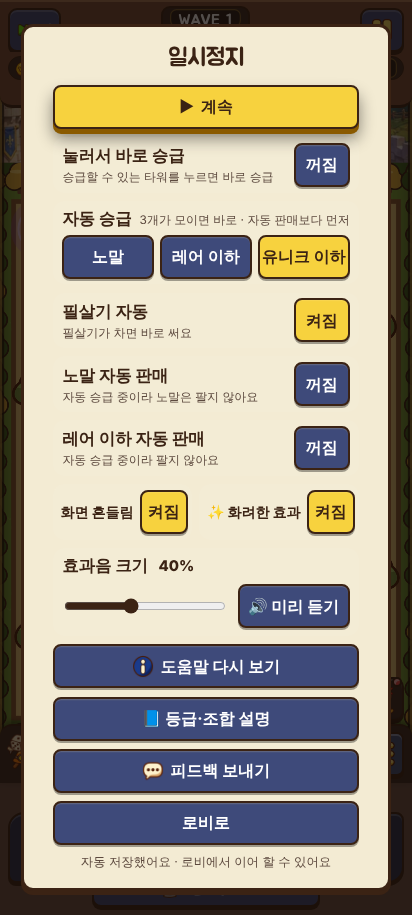 WAVE 1
일시정지
▶ 계속
눌러서 바로 승급
승급할 수 있는 타워를 누르면 바로 승급
꺼짐
자동 승급 3개가 모이면 바로 · 자동 판매보다 먼저
노말 레어 이하 유니크 이하
필살기 자동
필살기가 차면 바로 써요
켜짐
노말 자동 판매
자동 승급 중이라 노말은 팔지 않아요
꺼짐
레어 이하 자동 판매
자동 승급 중이라 팔지 않아요
꺼짐
화면 흔들림 켜짐 ✨ 화려한 효과 켜짐
효과음 크기 40%
🔊 미리 듣기
ℹ️ 도움말 다시 보기
📘 등급·조합 설명
💬 피드백 보내기
로비로
자동 저장했어요 · 로비에서 이어 할 수 있어요